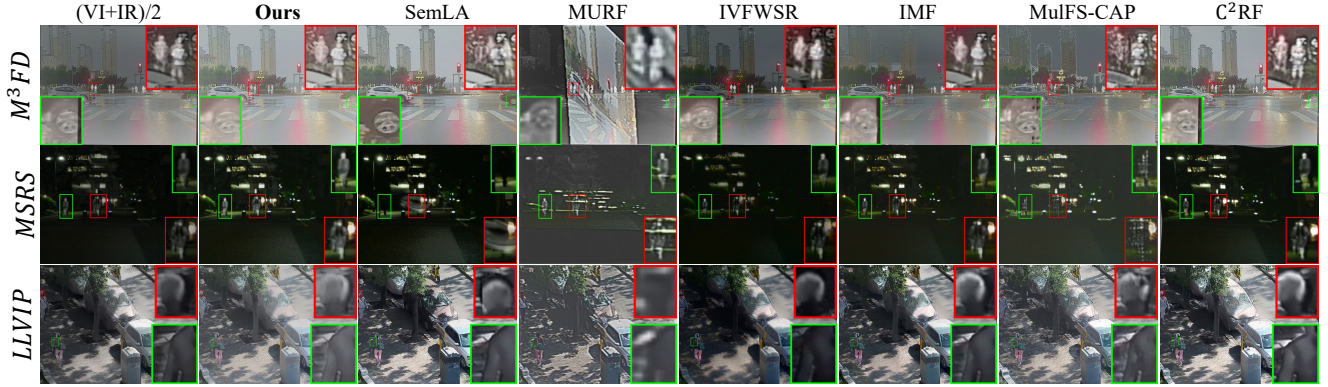 (VI+IR)/2 Ours SemLA MURF IVFWSR IMF MulFS-CAP C²RF
M³FD
MSRS
LLVIP